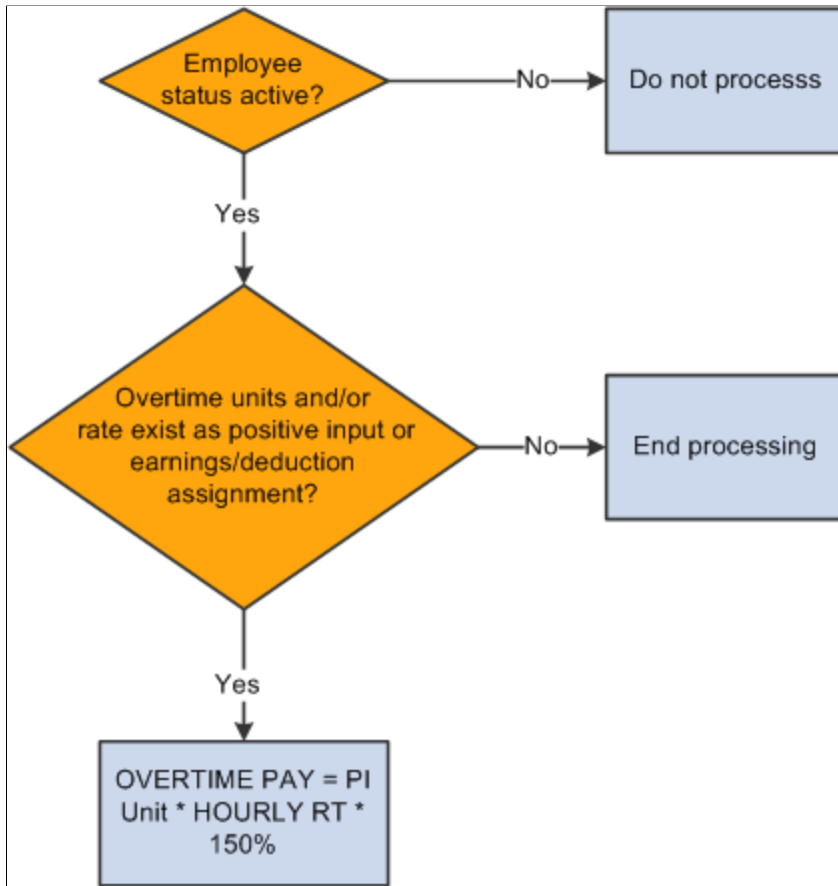 Employee
status active?
No
Do not processs
Yes
Overtime units and/or
rate exist as positive input or
earnings/deduction
assignment?
No
End processing
Yes
OVERTIME PAY = PI
Unit * HOURLY RT *
150%